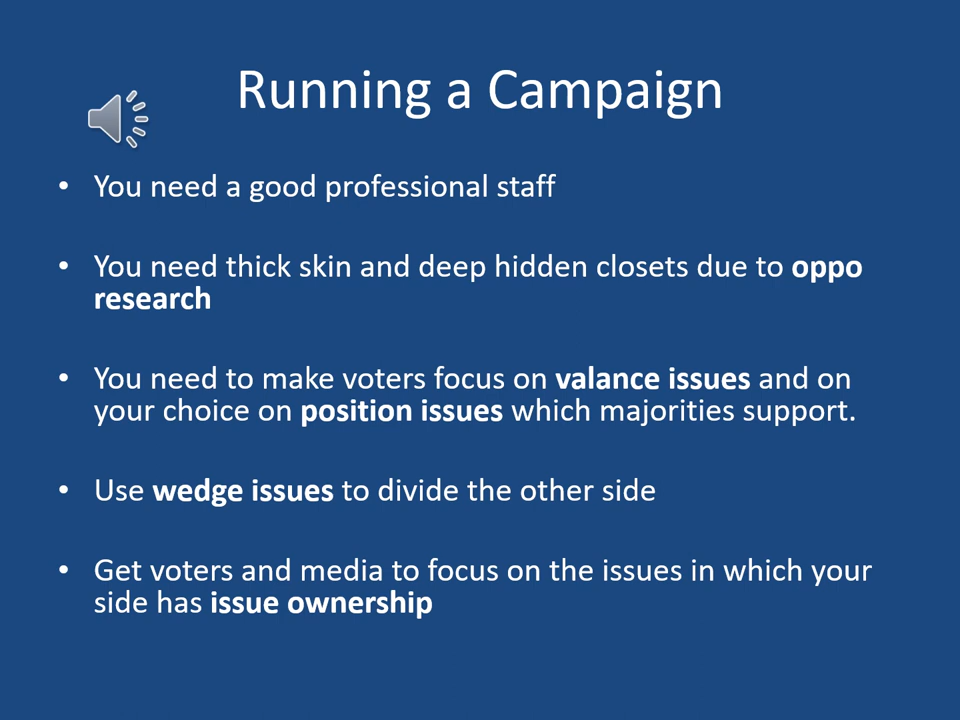 Running a Campaign
• You need a good professional staff
• You need thick skin and deep hidden closets due to oppo
research
• You need to make voters focus on valance issues and on
your choice on position issues which majorities support.
• Use wedge issues to divide the other side
• Get voters and media to focus on the issues in which your
side has issue ownership